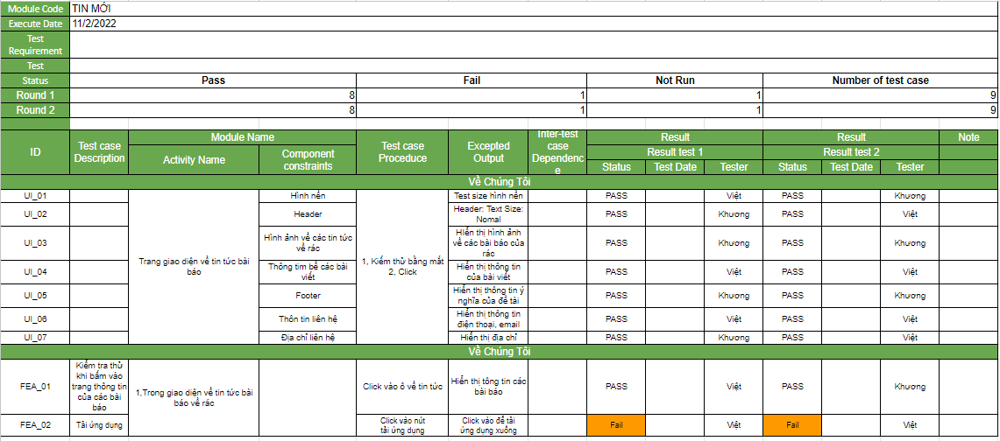 Module Code TIN MỚI
Execute Date 11/2/2022
Test
Requirement
Test
Status Pass Fail Not Run Number of test case
Round 1 8 1 1 9
Round 2 8 1 1 9
ID
Test case
Description
Module Name
Activity Name
Component
constraints
Test case
Proceduce
Excepted
Output
Inter-test
case
Dependenc
e
Result
Result test 1
Status Test Date Tester
Result
Result test 2
Status Test Date Tester
Note
Về Chúng Tôi
Trang giao diện về tin tức bài
báo
1, Kiểm thử bằng mắt
2, Click
UI_01 Hình nền Test size hình nền PASS Việt PASS Khương
UI_02 Header
Header: Text Size:
Nomal
PASS Khương PASS Việt
UI_03
Hình ảnh về các tin tức
về rác
Hiển thị hình ảnh
về các bài báo của
rác
PASS Khương PASS Khương
UI_04
Thông tim bề các bài
viết
Hiển thị thông tin
của bài viết
PASS Việt PASS Việt
UI_05 Footer
Hiển thị thông tin ý
nghĩa của đề tài
PASS Khương PASS Khương
UI_06 Thôn tin liên hệ
Hiển thị thông tin
điện thoại, email
PASS Việt PASS Việt
UI_07 Địa chỉ liên hệ Hiển thị địa chỉ PASS Khương PASS Việt
Về Chúng Tôi
FEA_01
Kiểm tra thử
khi bấm vào
trang thông tin
của các bài
báo
1,Trong giao diện về tin tức bài
báo về rác
Click vào ô về tin tức
Hiển thị tông tin các
bài báo
PASS Việt PASS Khương
FEA_02 Tải ứng dụng
Click vào nút
tải ứng dụng
Click vào để tải
ứng dụng xuống
Fail Việt Fail Việt